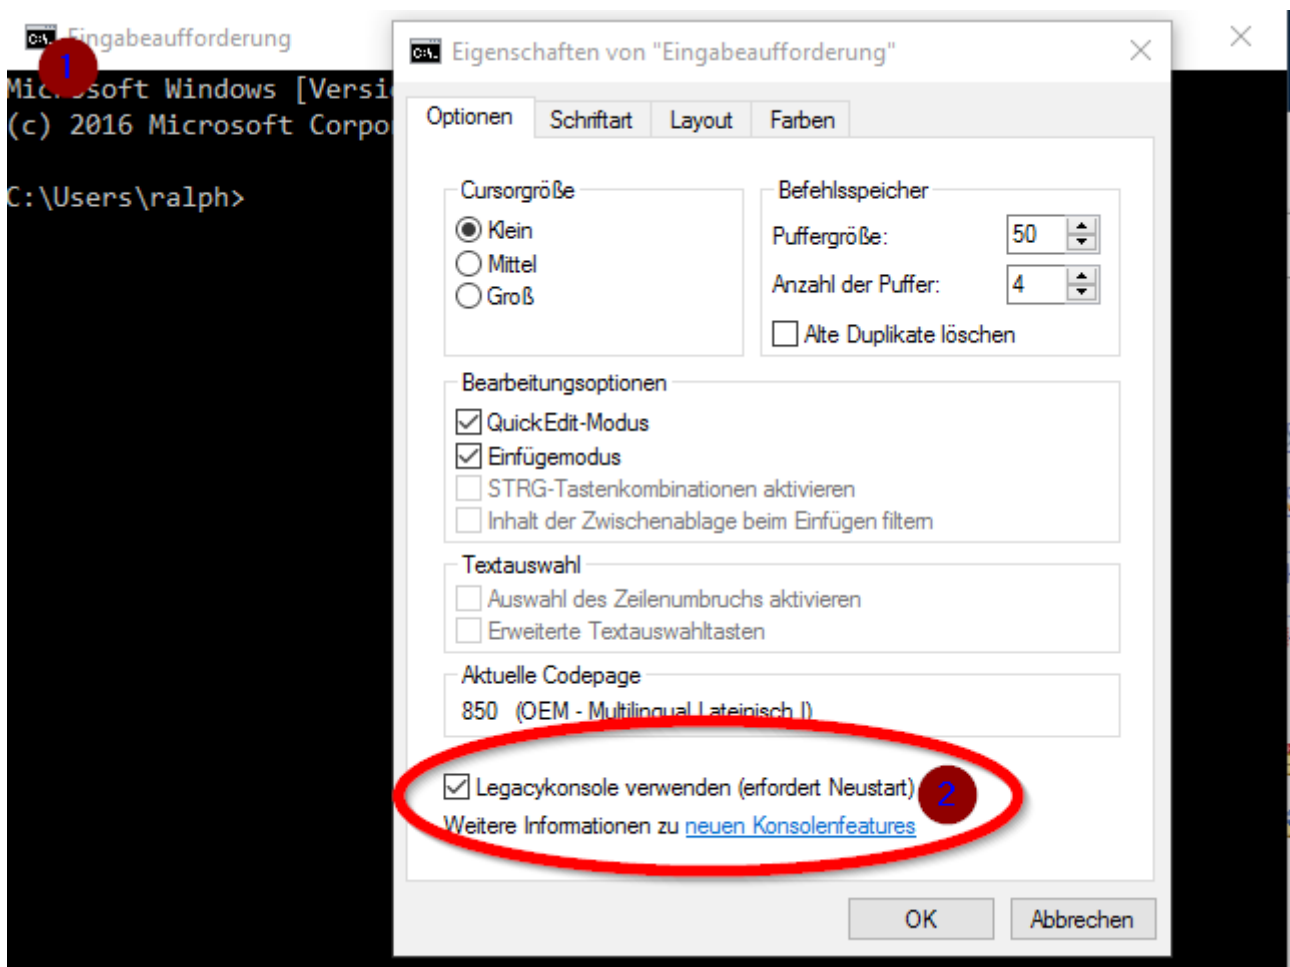 Eingabeaufforderung
1
Microsoft Windows [Versi
(c) 2016 Microsoft Corpo
C:\Users\ralph>
Eigenschaften von "Eingabeaufforderung"
Optionen Schriftart Layout Farben
Cursorgröße
Klein
Mittel
Groß
Befehlsspeicher
Puffergröße: 50
Anzahl der Puffer: 4
Alte Duplikate löschen
Bearbeitungsoptionen
QuickEdit-Modus
Einfügemodus
STRG-Tastenkombinationen aktivieren
Inhalt der Zwischenablage beim Einfügen filtern
Textauswahl
Auswahl des Zeilenumbruchs aktivieren
Erweiterte Textauswahltasten
Aktuelle Codepage
850 (OEM - Multilingual Lateinisch I)
Legacykonsole verwenden (erfordert Neustart) 2
Weitere Informationen zu neuen Konsolenfeatures
OK Abbrechen